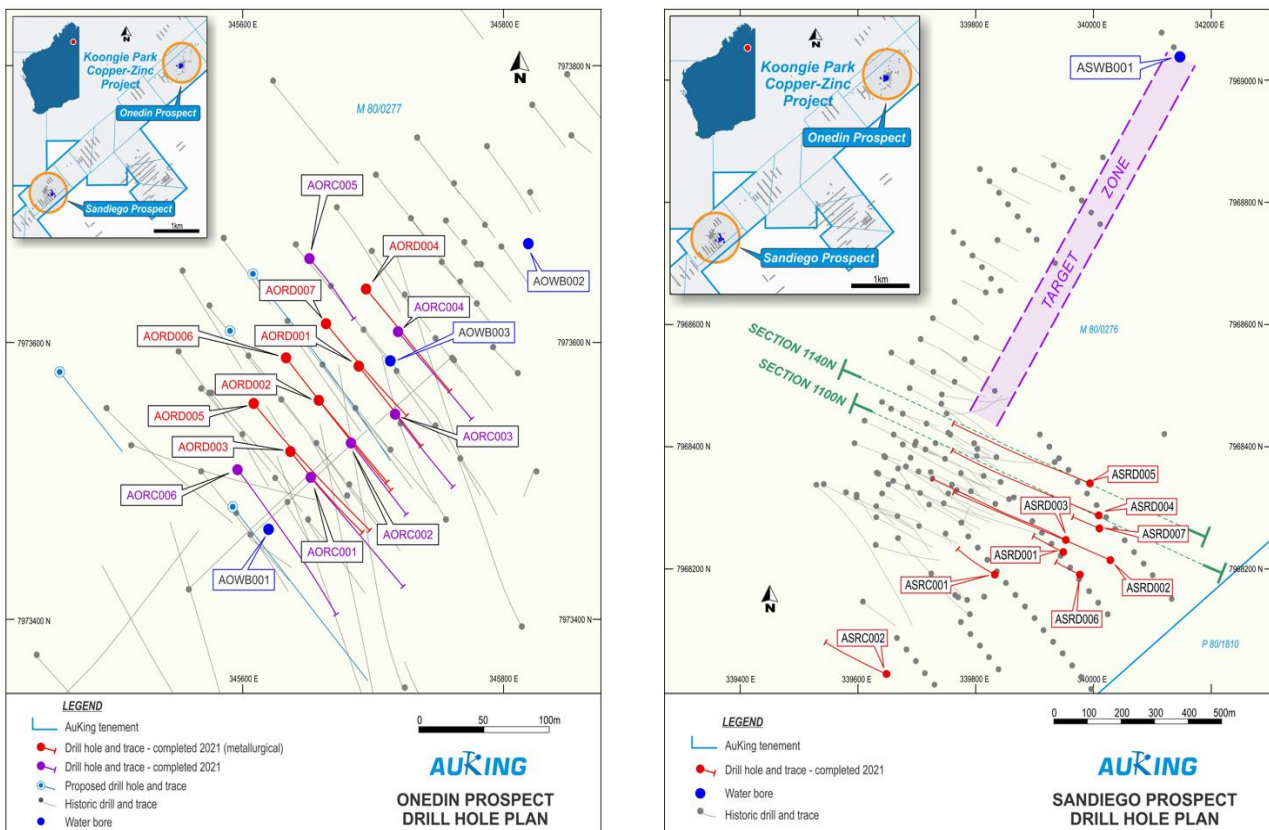 345600 E
345800 E
7973800 N
N
M 80/0277
Koongie Park
Copper-Zinc
Project
Onedin Prospect
Sandiego Prospect
1km
AORC005
AORD004
AOWB002
AORD007
AORC004
AORD006
AORD001
AOWB003
7973600 N
7973600 N
AORD002
AORD005
AORC003
AORD003
AORC006
AORC001
AORC002
AOWB001
7973400 N
7973400 N
345600 E
345800 E
LEGEND
AuKing tenement
Drill hole and trace - completed 2021 (metallurgical)
Drill hole and trace - completed 2021
Proposed drill hole and trace
Historic drill and trace
Water bore
0 50 100m
AUKING
ONEDIN PROSPECT
DRILL HOLE PLAN
339800 E
340000 E
342000 E
ASWB001
7969000 N
Koongie Park
Copper-Zinc
Project
Onedin Prospect
Sandiego Prospect
1km
TARGET ZONE
7968800 N
M 80/0276
7968600 N
7968600 N
SECTION 1140N
SECTION 1100N
7968400 N
7968400 N
ASRD005
ASRD003
ASRD004
ASRD007
ASRD001
ASRC001
ASRD002
ASRD006
7968200 N
7968200 N
N
ASRC002
P 80/1810
339400 E
339600 E
339800 E
340000 E
342000 E
LEGEND
AuKing tenement
Drill hole and trace - completed 2021
Water bore
Historic drill and trace
0 100 200 300 400 500m
AUKING
SANDIEGO PROSPECT
DRILL HOLE PLAN